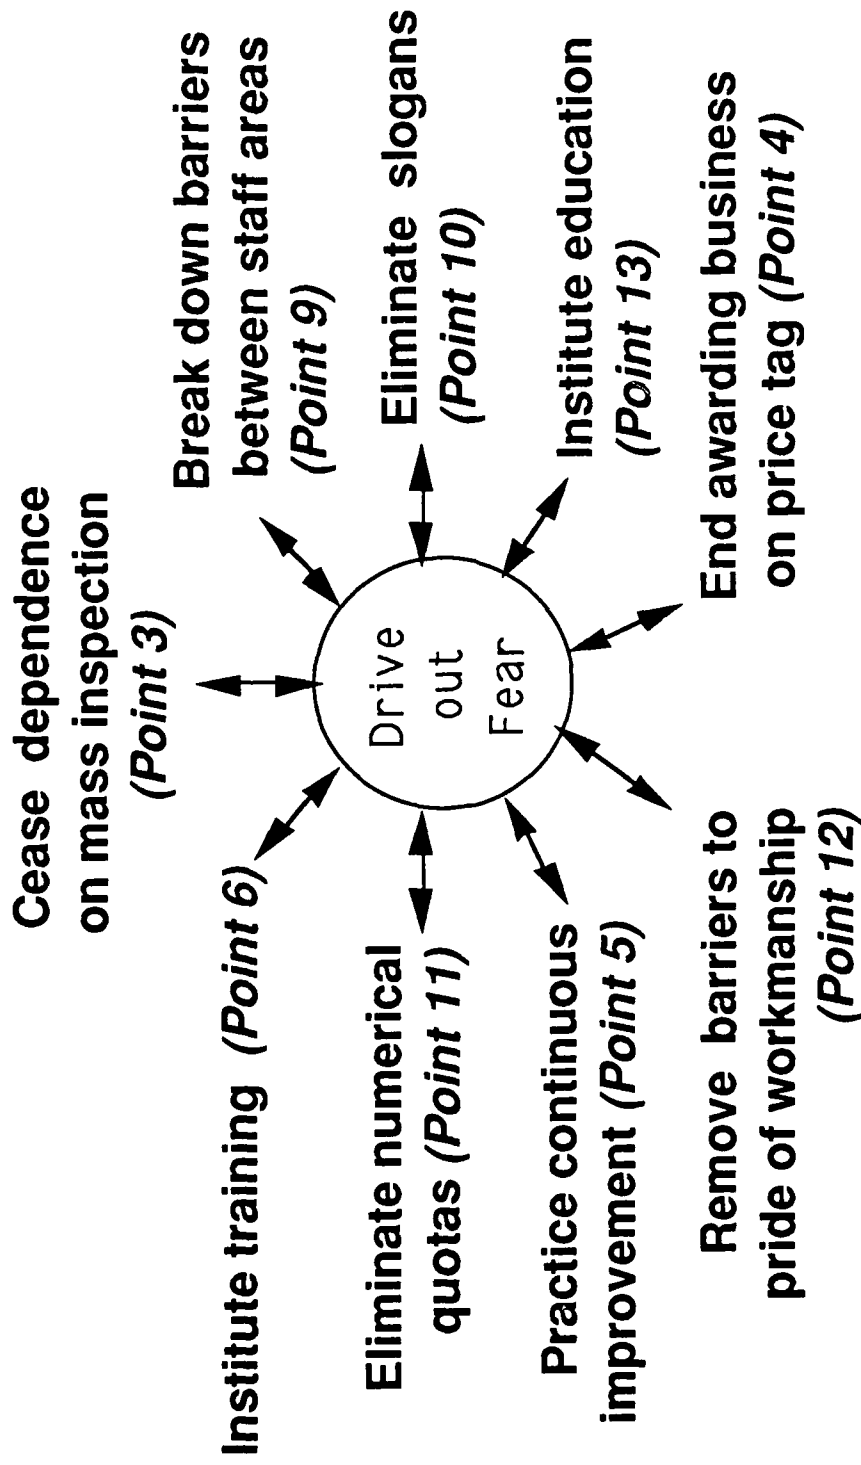 Cease dependence
on mass inspection
(Point 3)
Break down barriers
between staff areas
(Point 9)
Eliminate slogans
(Point 10)
Institute education
(Point 13)
End awarding business
on price tag (Point 4)
Remove barriers to
pride of workmanship
(Point 12)
Practice continuous
improvement (Point 5)
Eliminate numerical
quotas (Point 11)
Institute training (Point 6)
Drive
out
Fear